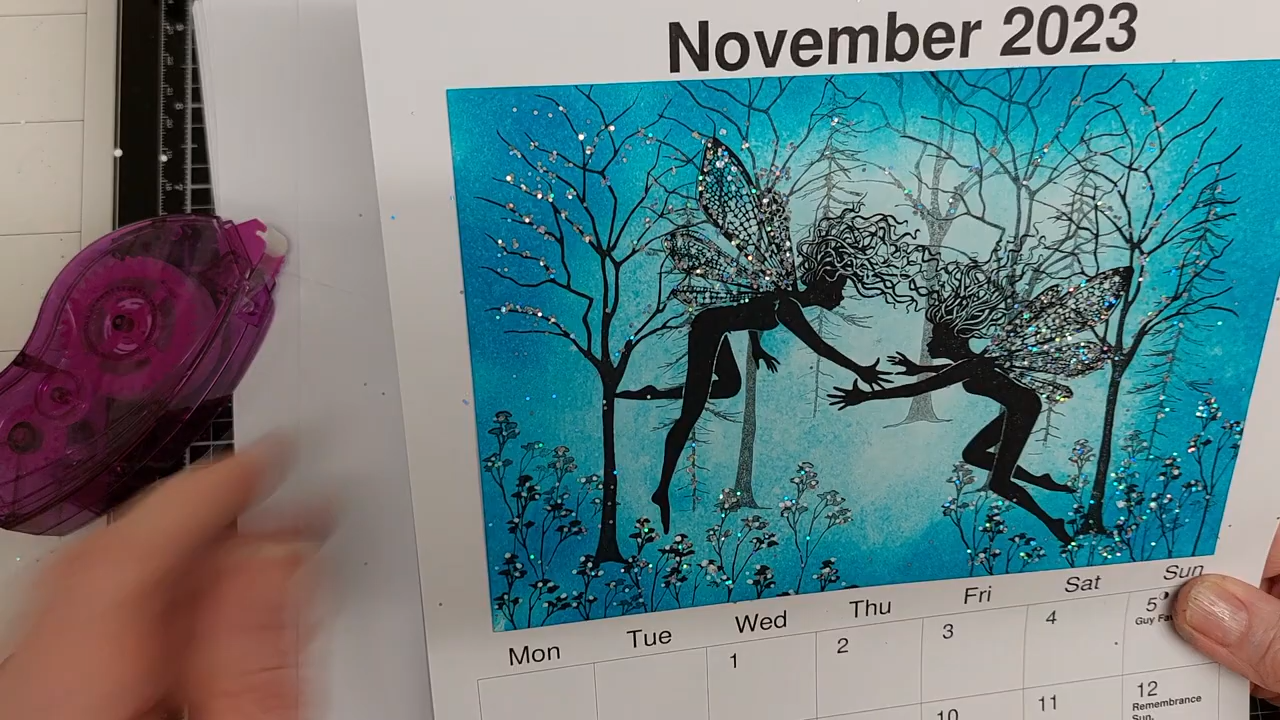 November 2023
Mon Tue Wed Thu Fri Sat Sun
1 2 3 4 5
Guy
10 11 12
Remembrance
Sun.